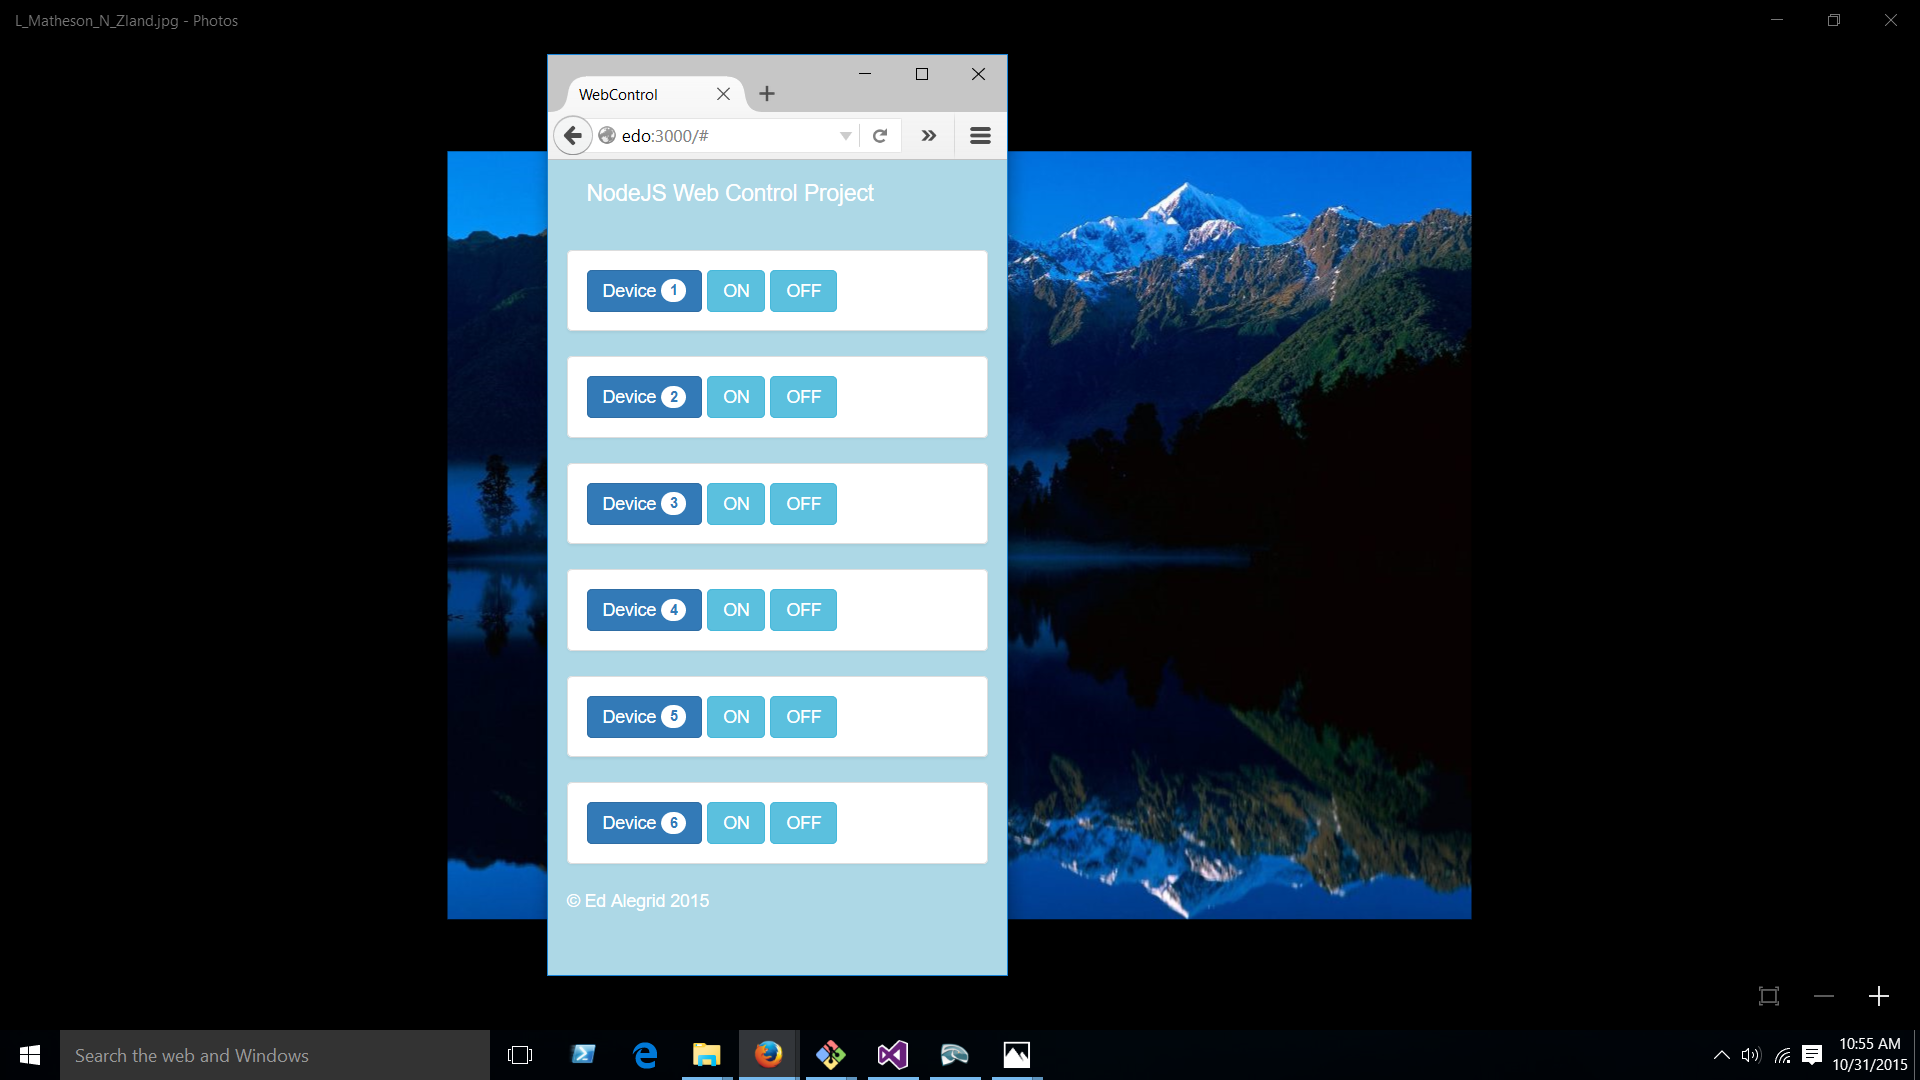 L_Matheson_N_Zland.jpg - Photos
WebControl
edo:3000/#
NodeJS Web Control Project
Device 1 ON OFF
Device 2 ON OFF
Device 3 ON OFF
Device 4 ON OFF
Device 5 ON OFF
Device 6 ON OFF
© Ed Alegrid 2015
Search the web and Windows
10:55 AM
10/31/2015